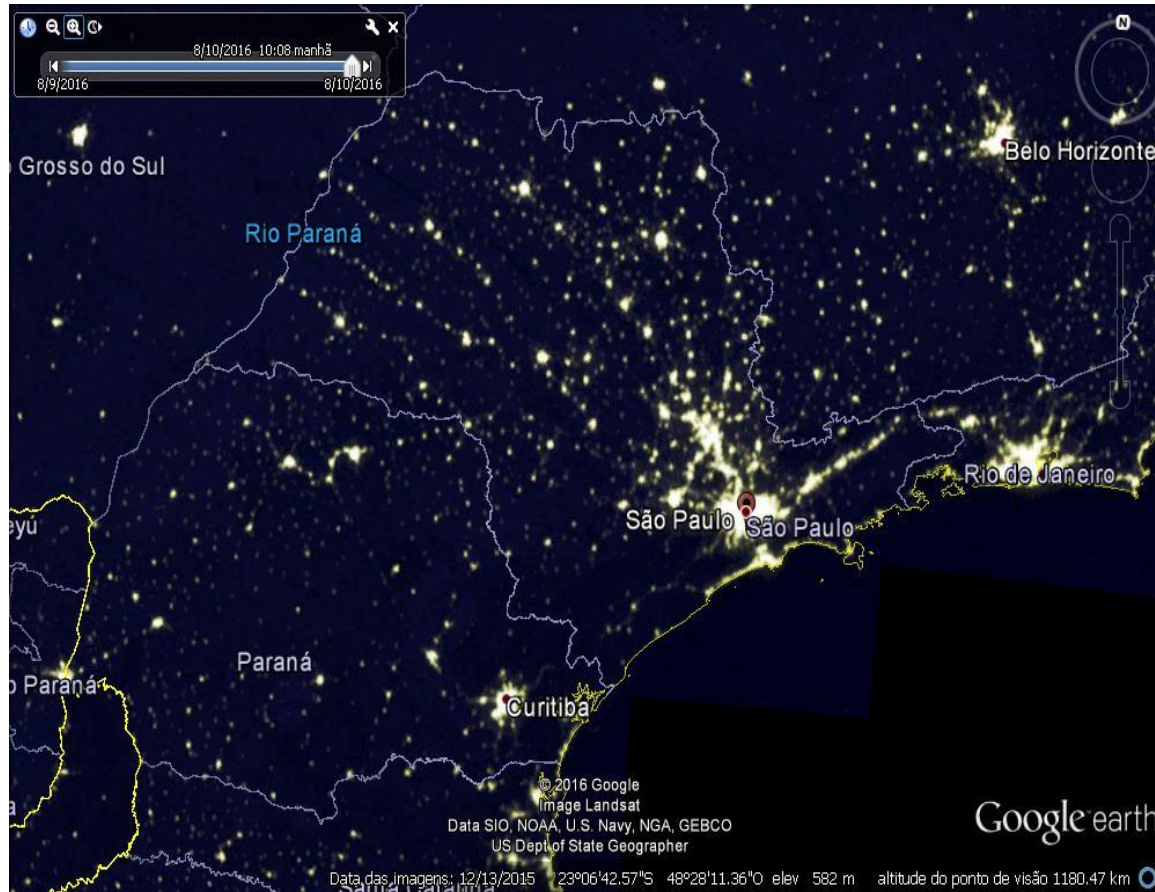 8/10/2016 10:08 manhã
8/9/2016
8/10/2016
N
Grosso do Sul
Belo Horizonte
Rio Paraná
Rio de Janeiro
São Paulo
São Paulo
eyú
Paraná
o Paraná
Curitiba
a
© 2016 Google
Image Landsat
Data SIO, NOAA, U.S. Navy, NGA, GEBCO
US Dept of State Geographer
Google earth
Santa Catarina
Data das imagens: 12/13/2015 23°06'42.57"S 48°28'11.36"O elev 582 m altitude do ponto de visão 1180.47 km